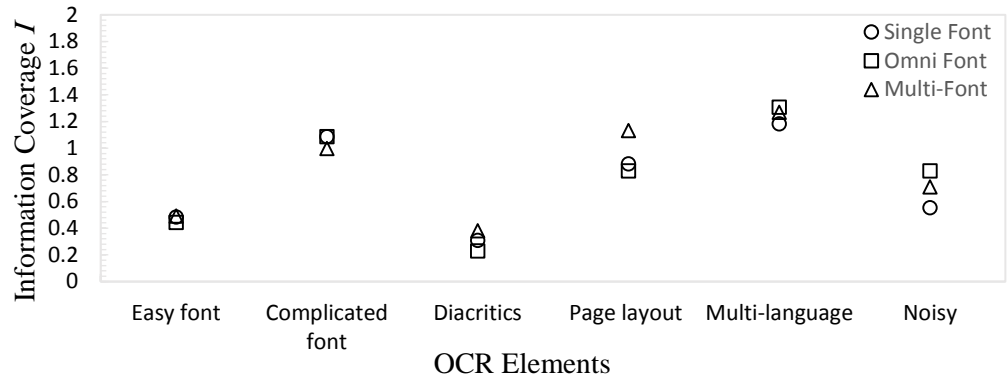 Information Coverage I
2
1.8
1.6
1.4
1.2
1
0.8
0.6
0.4
0.2
0
Single Font
Omni Font
Multi-Font
Easy font
Complicated
font
Diacritics
Page layout
Multi-language
Noisy
OCR Elements